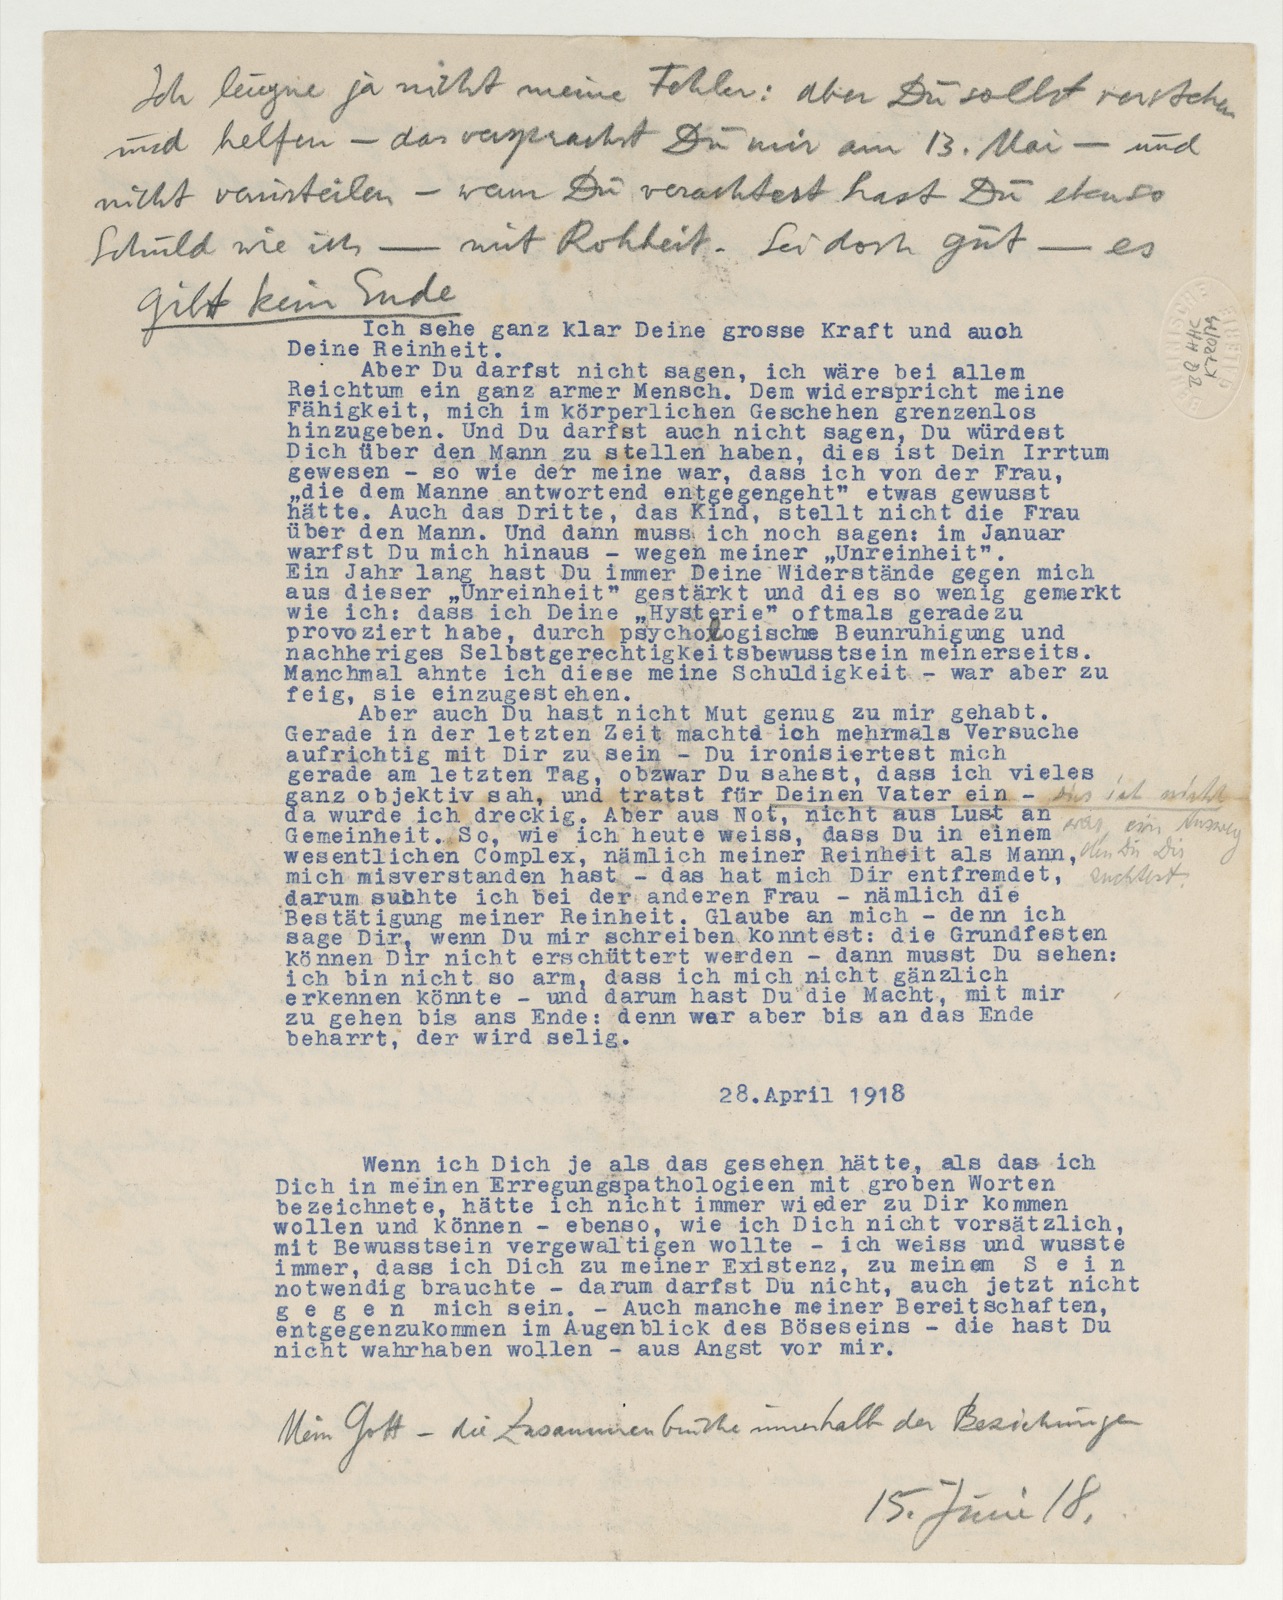 Ich leugne ja nicht meine Fehler: aber Du sollst verstehen
und helfen – das versprachst Du mir am 13. Mai – und
nicht verurteilen – wenn Du verachtest hast Du ebenso
Schuld wie ich — mit Rohheit. Sei doch gut — es
gibt kein Ende
BERLINISCHE GALERIE
BG HHC
K 720/79
Ich sehe ganz klar Deine grosse Kraft und auch
Deine Reinheit.
Aber Du darfst nicht sagen, ich wäre bei allem
Reichtum ein ganz armer Mensch. Dem widerspricht meine
Fähigkeit, mich im körperlichen Geschehen grenzenlos
hinzugeben. Und Du darfst auch nicht sagen, Du würdest
Dich über den Mann zu stellen haben, dies ist Dein Irrtum
gewesen – so wie der meine war, dass ich von der Frau,
„die dem Manne antwortend entgegengeht” etwas gewusst
hätte. Auch das Dritte, das Kind, stellt nicht die Frau
über den Mann. Und dann muss ich noch sagen: im Januar
warfst Du mich hinaus – wegen meiner „Unreinheit”.
Ein Jahr lang hast Du immer Deine Widerstände gegen mich
aus dieser „Unreinheit” gestärkt und dies so wenig gemerkt
wie ich: dass ich Deine „Hysterie” oftmals geradezu
provoziert habe, durch psychologische Beunruhigung und
nachheriges Selbstgerechtigkeitsbewusstsein meinerseits.
Manchmal ahnte ich diese meine Schuldigkeit – war aber zu
feig, sie einzugestehen.
Aber auch Du hast nicht Mut genug zu mir gehabt.
Gerade in der letzten Zeit machte ich mehrmals Versuche
aufrichtig mit Dir zu sein – Du ironisiertest mich
gerade am letzten Tag, obzwar Du sahest, dass ich vieles
ganz objektiv sah, und tratst für Deinen Vater ein – dies ist nicht
da wurde ich dreckig. Aber aus Not, nicht aus Lust an
Gemeinheit. So, wie ich heute weiss, dass Du in einem
wesentlichen Complex, nämlich meiner Reinheit als Mann,
mich misverstanden hast – das hat mich Dir entfremdet,
war, ein Ausweg
den Du Dir
suchtest.
darum suchte ich bei der anderen Frau – nämlich die
Bestätigung meiner Reinheit. Glaube an mich – denn ich
sage Dir, wenn Du mir schreiben konntest: die Grundfesten
können Dir nicht erschüttert werden – dann musst Du sehen:
ich bin nicht so arm, dass ich mich nicht gänzlich
erkennen könnte – und darum hast Du die Macht, mit mir
zu gehen bis ans Ende: denn wer aber bis an das Ende
beharrt, der wird selig.
28.April 1918
Wenn ich Dich je als das gesehen hätte, als das ich
Dich in meinen Erregungspathologieen mit groben Worten
bezeichnete, hätte ich nicht immer wieder zu Dir kommen
wollen und können – ebenso, wie ich Dich nicht vorsätzlich,
mit Bewusstsein vergewaltigen wollte – ich weiss und wusste
immer, dass ich Dich zu meiner Existenz, zu meinem S e i n
notwendig brauchte – darum darfst Du nicht, auch jetzt nicht
g e g e n mich sein. – Auch manche meiner Bereitschaften,
entgegenzukommen im Augenblick des Böseseins – die hast Du
nicht wahrhaben wollen – aus Angst vor mir.
Mein Gott – die Zusammenbrüche innerhalb der Beziehungen
15. Juni 18.